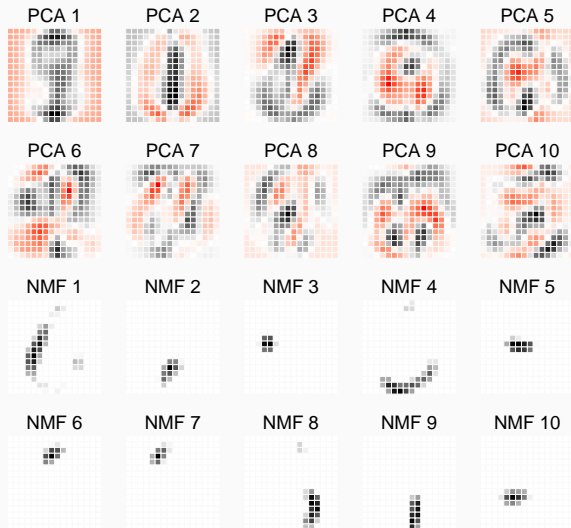 PCA 1 PCA 2 PCA 3 PCA 4 PCA 5
PCA 6 PCA 7 PCA 8 PCA 9 PCA 10
NMF 1 NMF 2 NMF 3 NMF 4 NMF 5
NMF 6 NMF 7 NMF 8 NMF 9 NMF 10